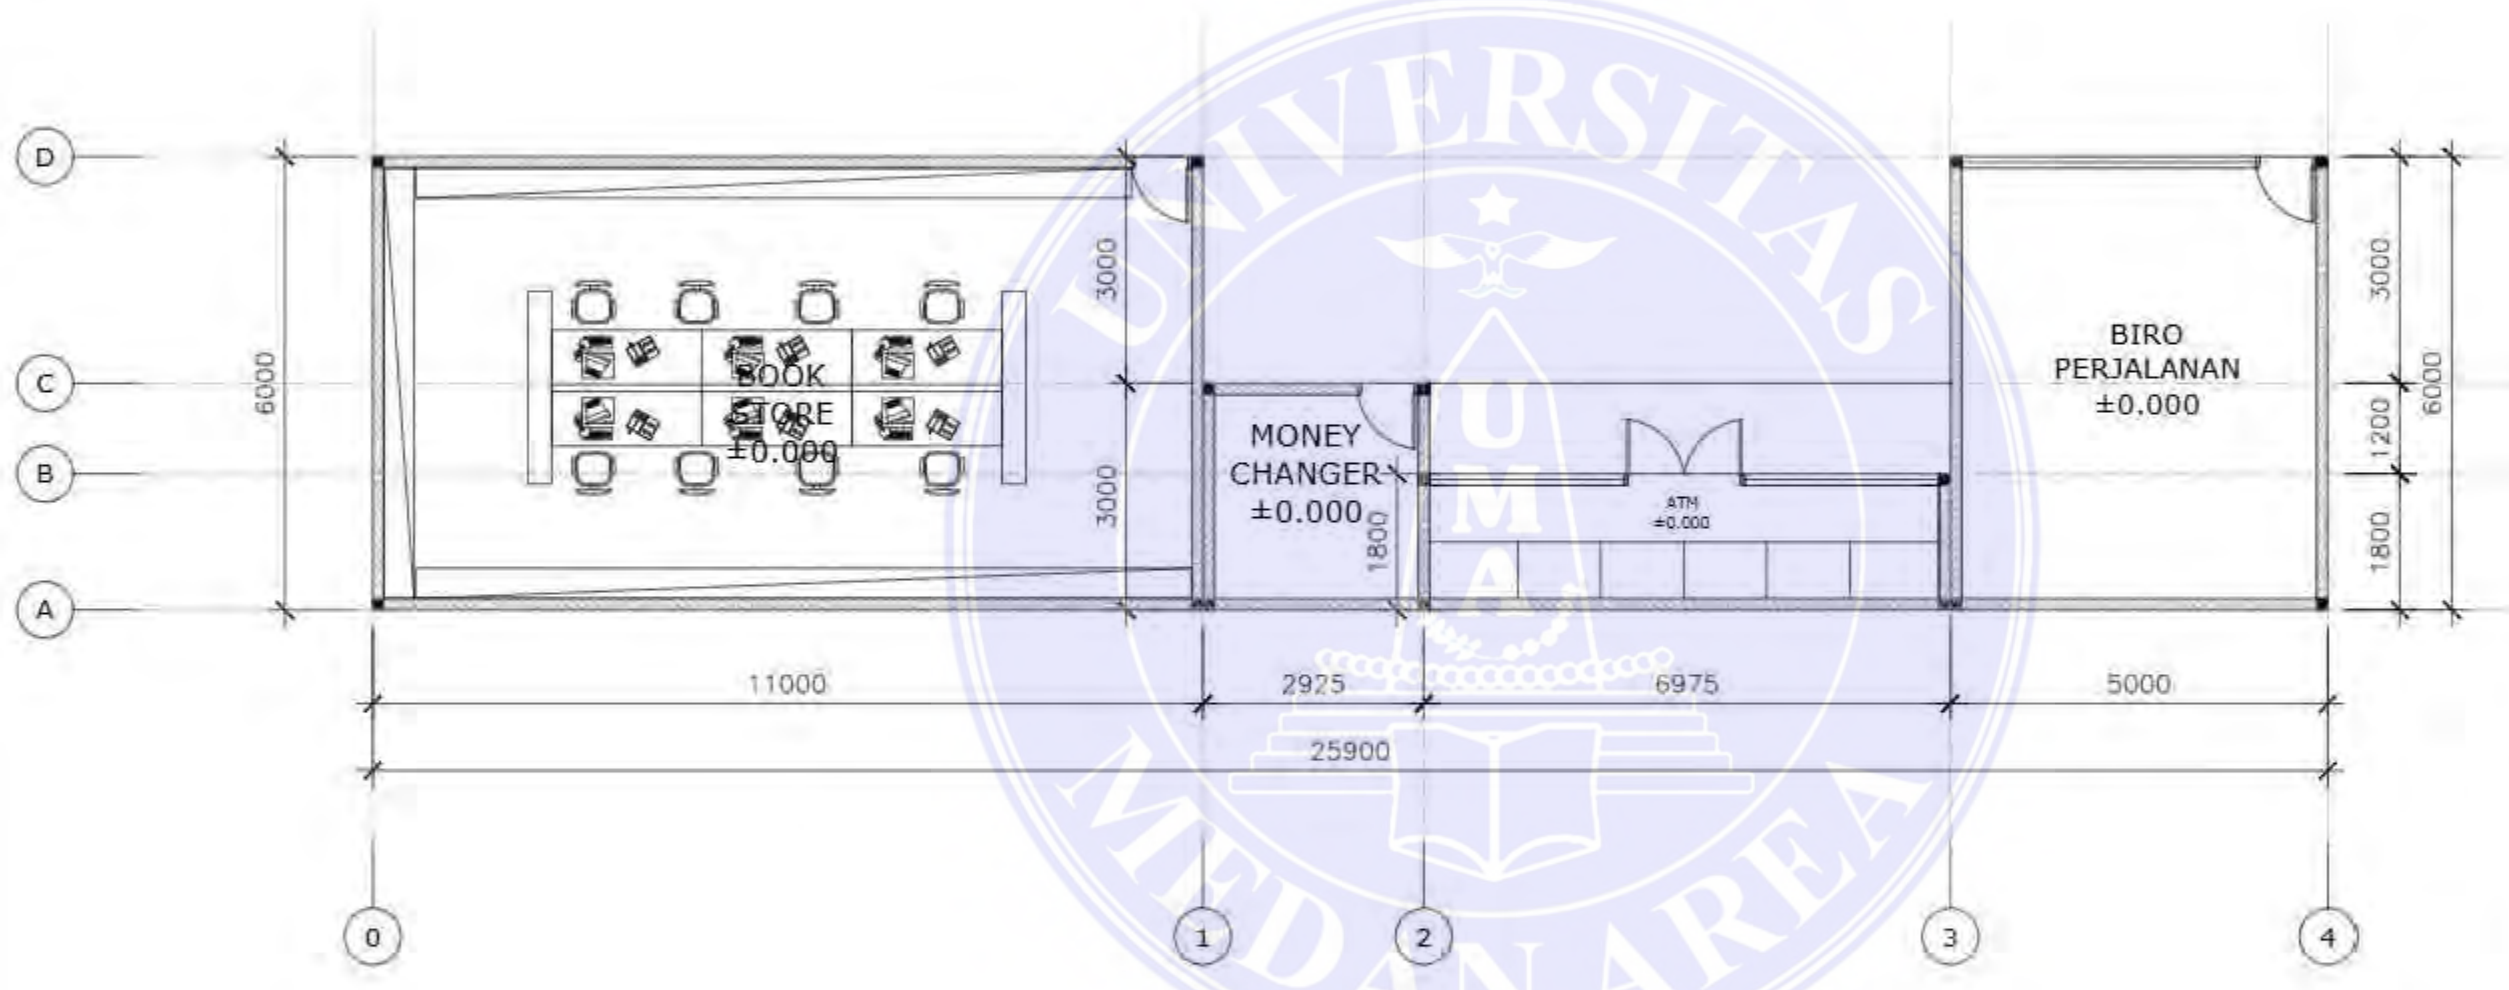 UNIVERSITAS
D
C
B
A
6000
BOOK
STORE
±0.000
3000
3000
MONEY
CHANGER
±0.000
1800
ATM
±0.000
UMA
BIRO
PERJALANAN
±0.000
3000
1200
1800
6000
11000
2925
6975
5000
25900
MEDAN AREA
0
1
2
3
4